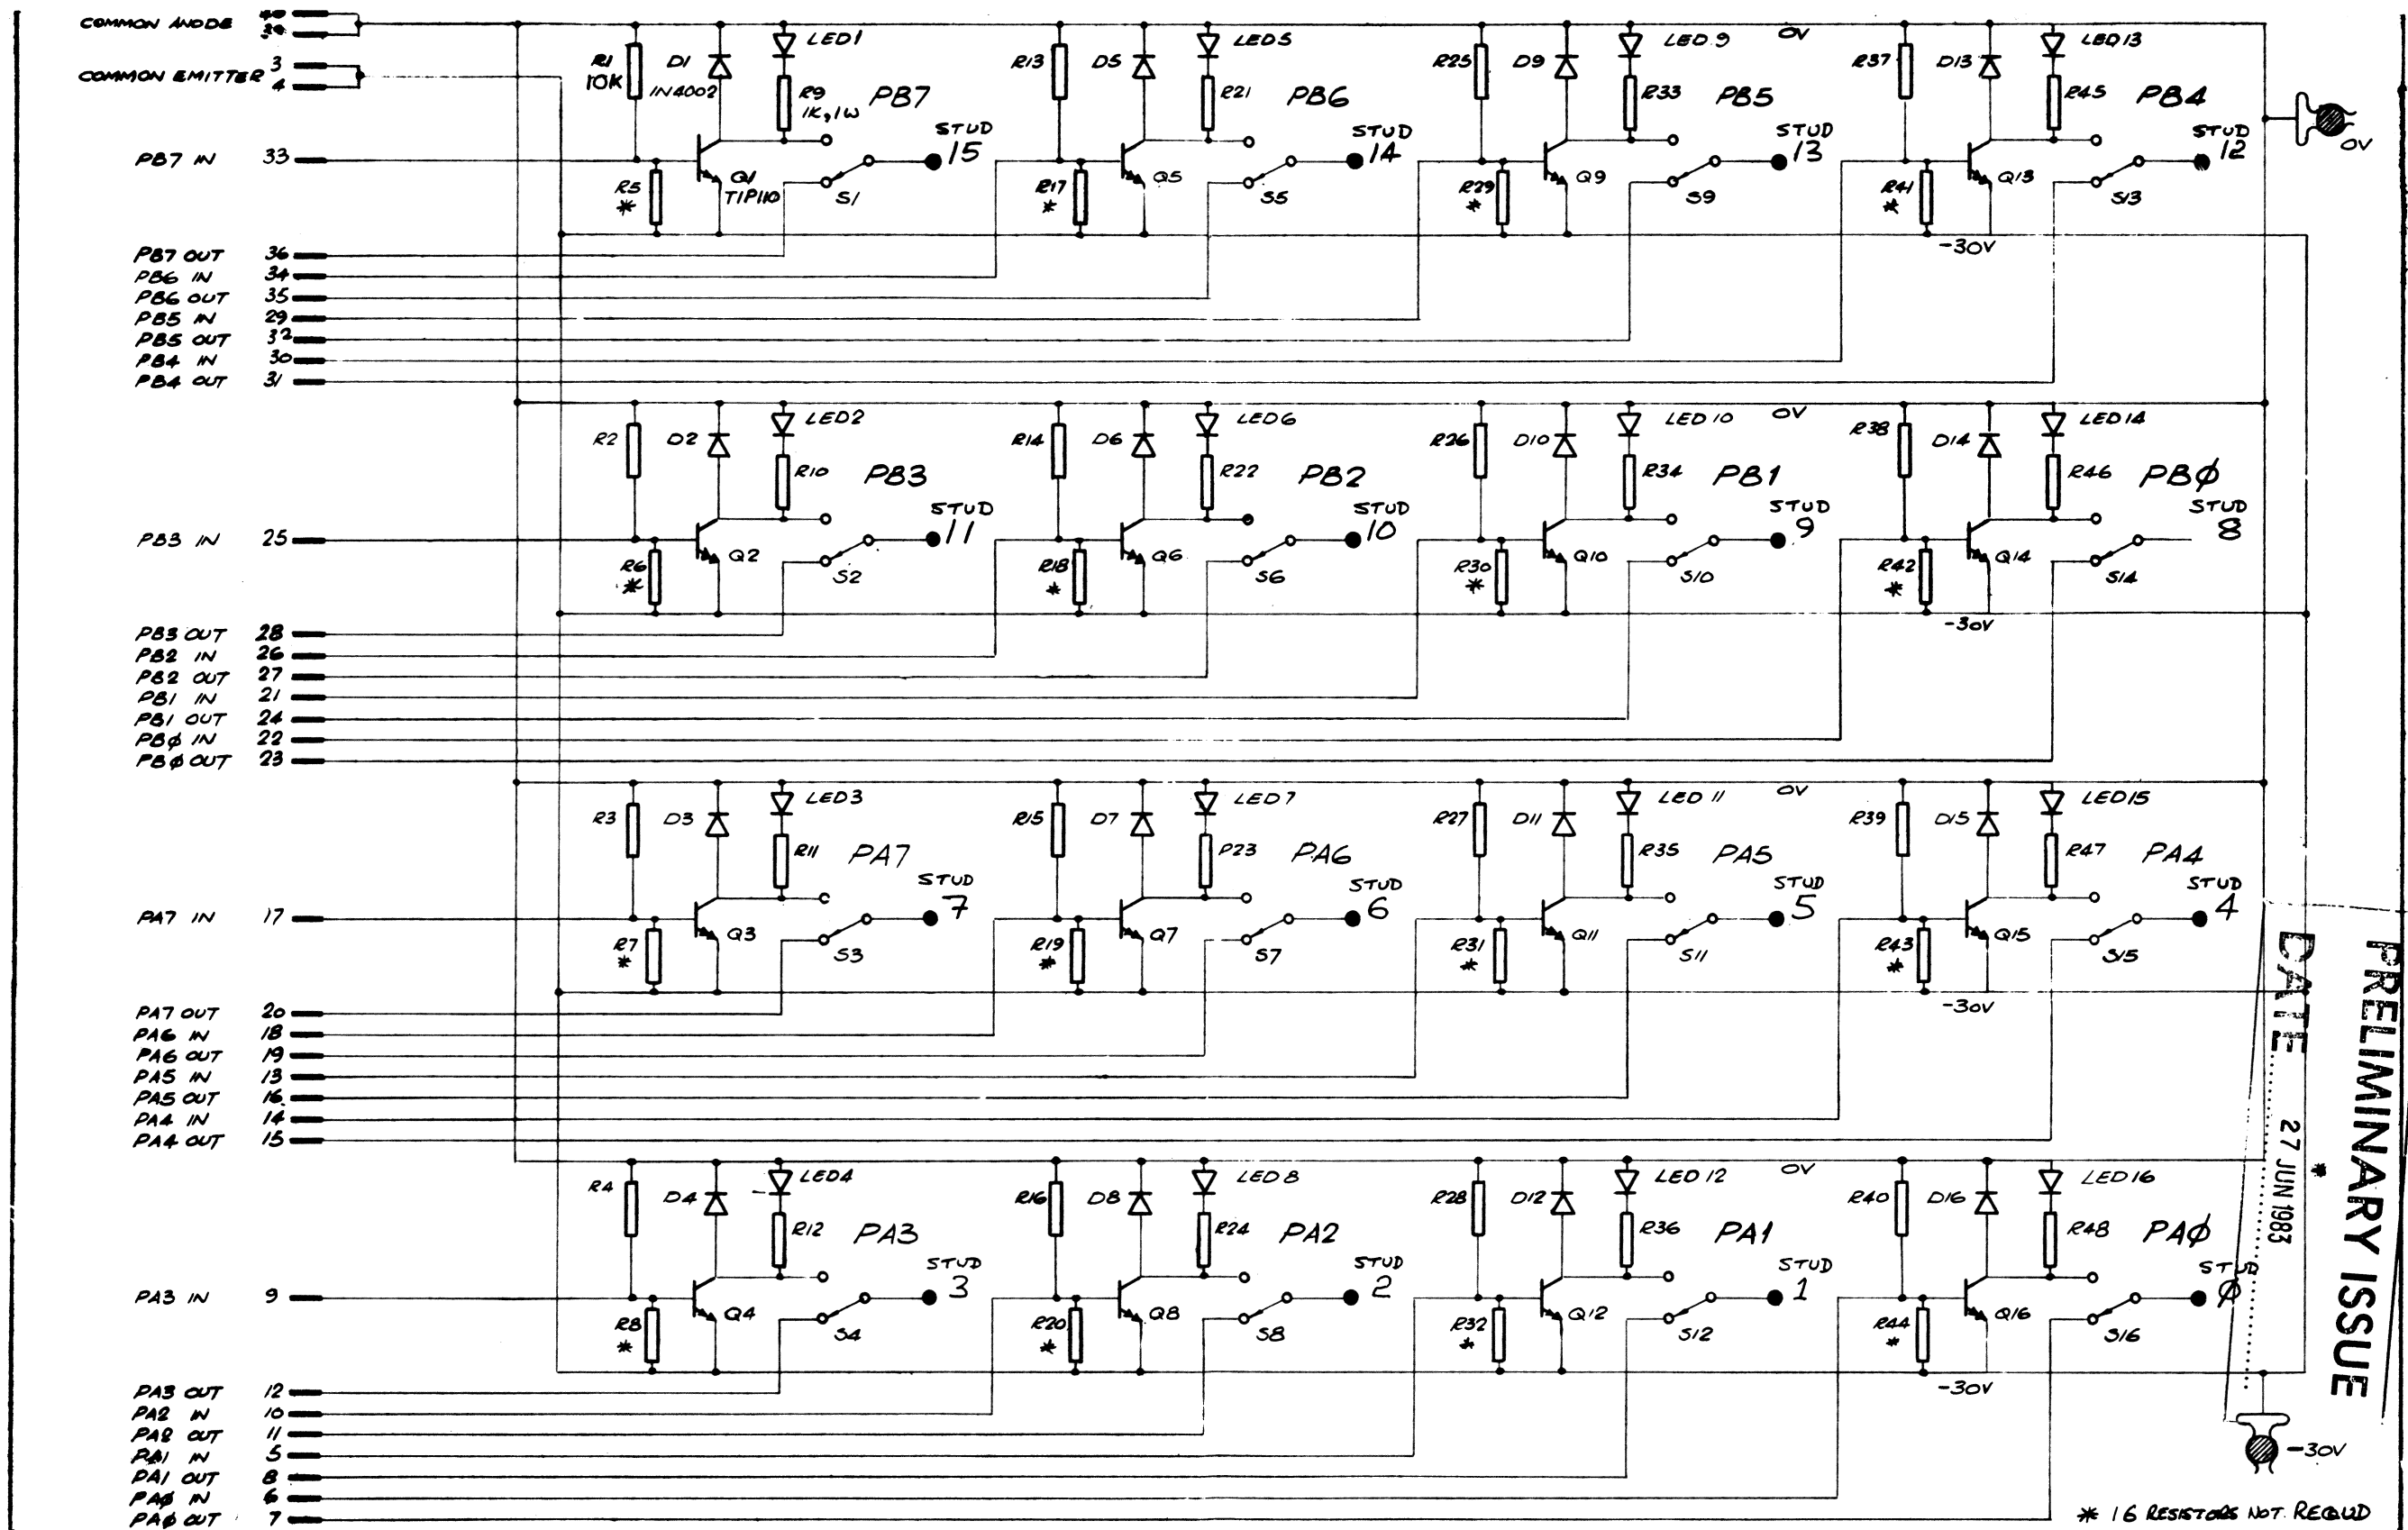 COMMON ANODE
COMMON EMITTER 3
4
PB7 IN 33
PB7 OUT 36
PB6 IN 34
PB6 OUT 35
PB5 IN 29
PB5 OUT 32
PB4 IN 30
PB4 OUT 31
R1 10K
D1 1N4002
LED1
R9 1K,1W
PB7
STUD 15
R5 *
Q1 TIP110
S1
R13
D5
LED5
R21
PB6
STUD 14
R17 *
Q5
S5
R25
D9
LED 9
R33
PB5
STUD 13
R29 *
Q9
S9
0V
R37
D13
LED13
R45
PB4
STUD 12
R41 *
Q13
S13
-30V
0V
PB3 IN 25
PB3 OUT 28
PB2 IN 26
PB2 OUT 27
PB1 IN 21
PB1 OUT 24
PBØ IN 22
PBØ OUT 23
R2
D2
LED2
R10
PB3
STUD 11
R6 *
Q2
S2
R14
D6
LED6
R22
PB2
STUD 10
R18 *
Q6
S6
R26
D10
LED 10
R34
PB1
STUD 9
R30 *
Q10
S10
0V
R38
D14
LED14
R46
PBØ
STUD 8
R42 *
Q14
S14
-30V
PA7 IN 17
PA7 OUT 20
PA6 IN 18
PA6 OUT 19
PA5 IN 13
PA5 OUT 16
PA4 IN 14
PA4 OUT 15
R3
D3
LED3
R11
PA7
STUD 7
R7 *
Q3
S3
R15
D7
LED 7
P23
PA6
STUD 6
R19 *
Q7
S7
R27
D11
LED 11
R35
PA5
STUD 5
R31 *
Q11
S11
0V
R39
D15
LED15
R47
PA4
STUD 4
R43 *
Q15
S15
-30V
PA3 IN 9
PA3 OUT 12
PA2 IN 10
PA2 OUT 11
PA1 IN 5
PA1 OUT 8
PAØ IN 6
PAØ OUT 7
R4
D4
LED4
R12
PA3
STUD 3
R8 *
Q4
S4
R16
D8
LED 8
R24
PA2
STUD 2
R20 *
Q8
S8
R28
D12
LED 12
R36
PA1
STUD 1
R32 *
Q12
S12
0V
R40
D16
LED 16
R48
PAØ
STUD Ø
R44 *
Q16
S16
-30V
-30V
PRELIMINARY ISSUE
DATE 27 JUN 1983
*
* 16 RESISTORS NOT REQUD